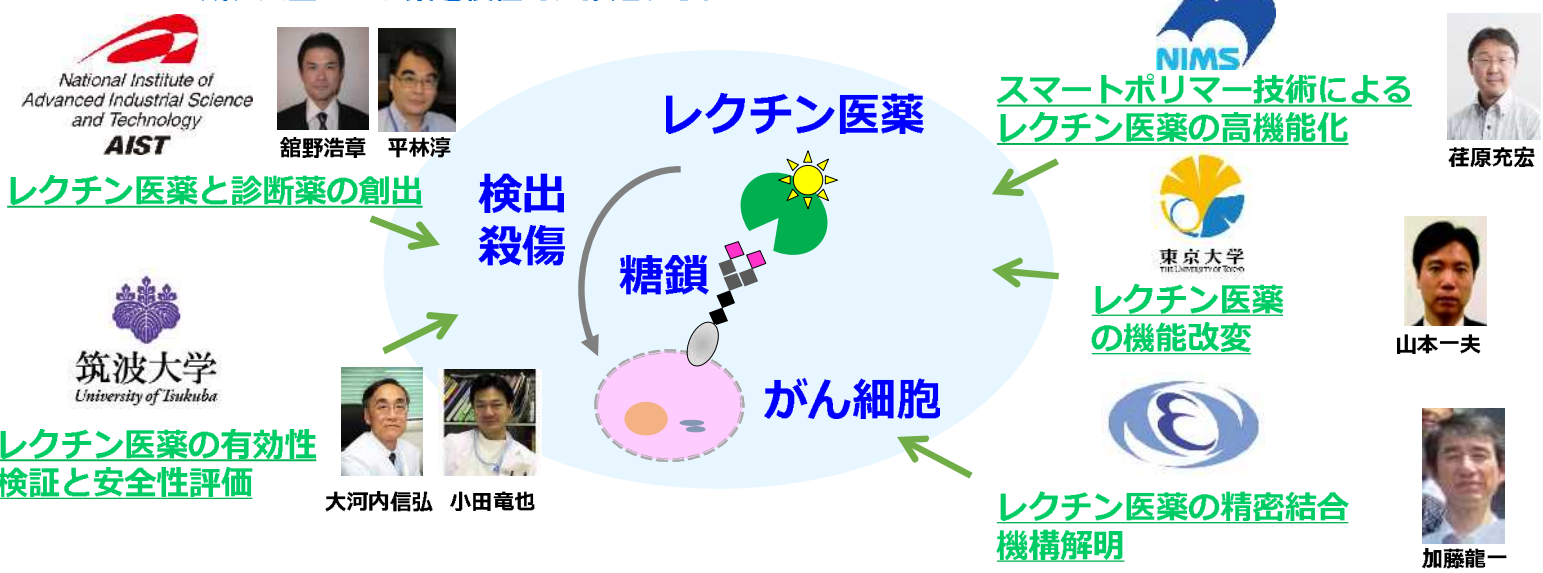 National Institute of
Advanced Industrial Science
and Technology
AIST
舘野浩章 平林淳
レクチン医薬と診断薬の創出
筑波大学
University of Tsukuba
レクチン医薬の有効性
検証と安全性評価
大河内信弘 小田竜也
レクチン医薬
検出
殺傷
糖鎖
がん細胞
NIMS
スマートポリマー技術による
レクチン医薬の高機能化
荏原充宏
東京大学
THE UNIVERSITY OF TOKYO
レクチン医薬
の機能改変
山本一夫
レクチン医薬の精密結合
機構解明
加藤龍一